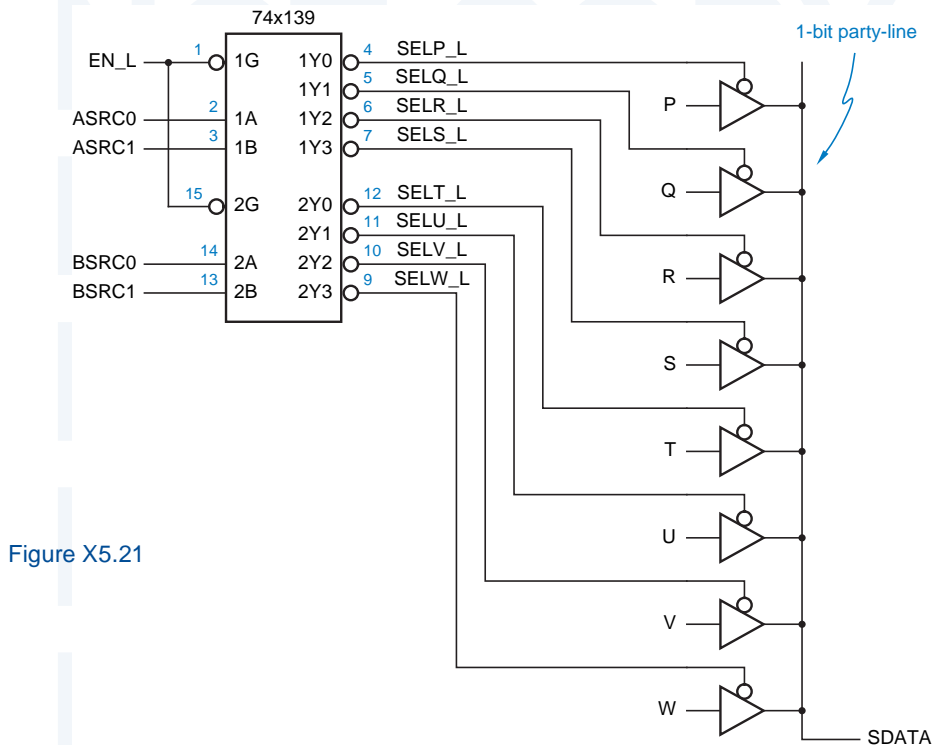 74x139
1-bit party-line
EN_L 1 1G 1Y0 4 SELP_L
1Y1 5 SELQ_L
ASRC0 2 1A 1Y2 6 SELR_L
ASRC1 3 1B 1Y3 7 SELS_L
15 2G 2Y0 12 SELT_L
2Y1 11 SELU_L
BSRC0 14 2A 2Y2 10 SELV_L
BSRC1 13 2B 2Y3 9 SELW_L
P
Q
R
S
T
U
V
W
Figure X5.21
SDATA